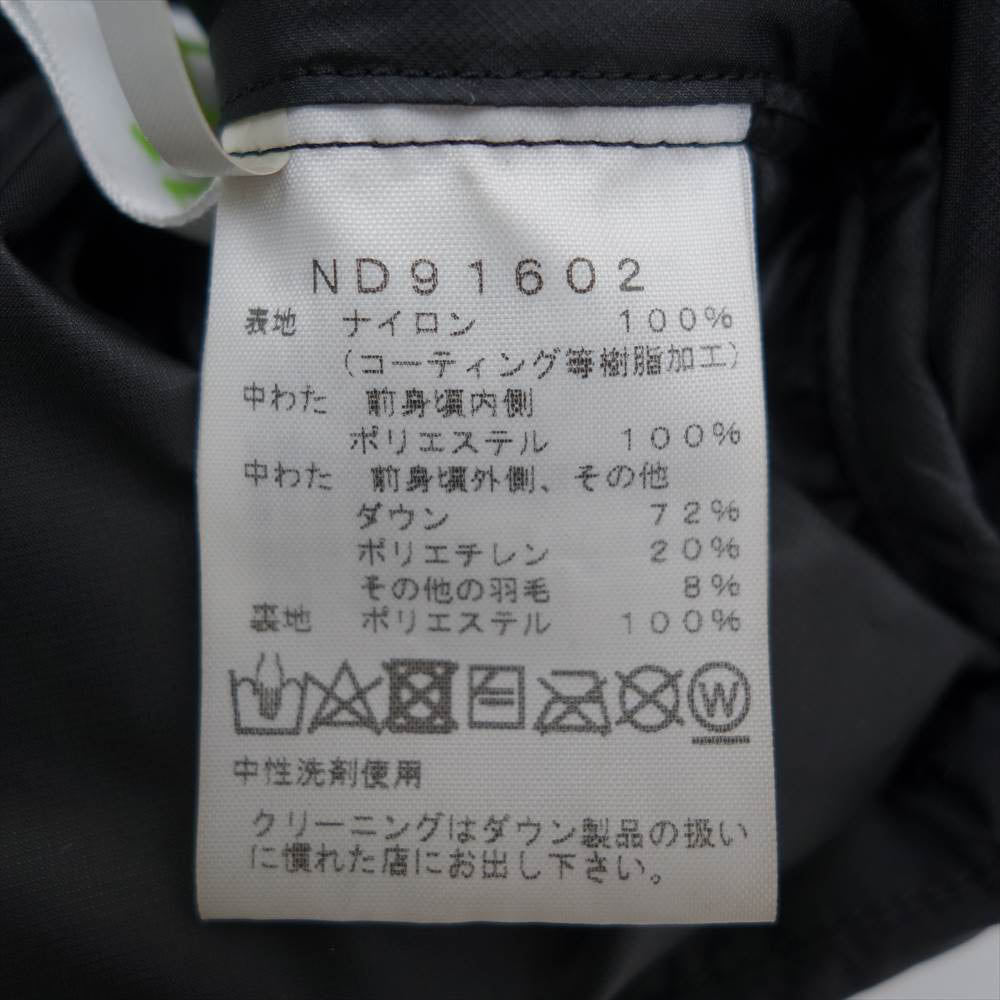 ND91602
表地 ナイロン 100%
(コーティング等樹脂加工)
中わた 前身頃内側
ポリエステル 100%
中わた 前身頃外側、その他
ダウン 72%
ポリエチレン 20%
その他の羽毛 8%
裏地 ポリエステル 100%
W
中性洗剤使用
クリーニングはダウン製品の扱い
に慣れた店にお出し下さい。